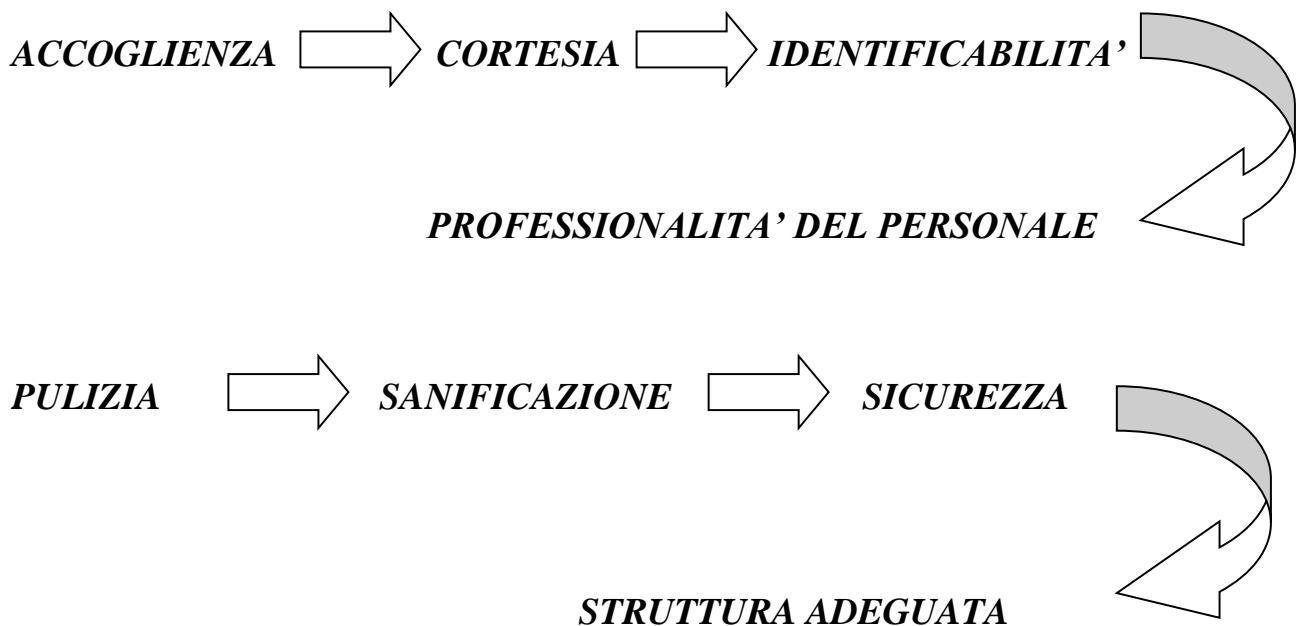 ACCOGLIENZA CORTESIA IDENTIFICABILITA’
PROFESSIONALITA’ DEL PERSONALE
PULIZIA SANIFICAZIONE SICUREZZA
STRUTTURA ADEGUATA